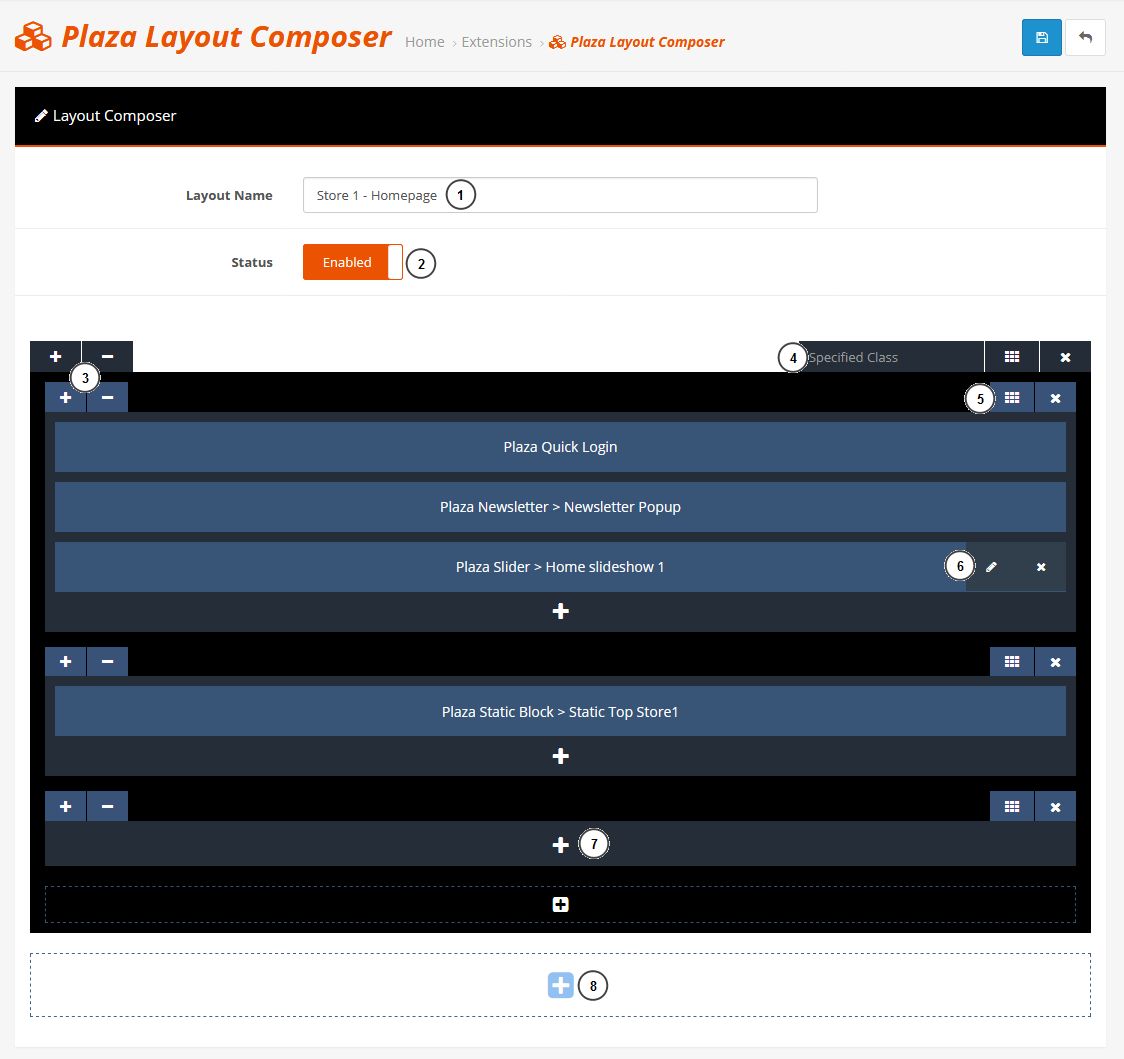 Plaza Layout Composer Home › Extensions › Plaza Layout Composer
Layout Composer
Layout Name Store 1 - Homepage 1
Status Enabled 2
4 Specified Class
3
5
Plaza Quick Login
Plaza Newsletter > Newsletter Popup
Plaza Slider > Home slideshow 1 6
Plaza Static Block > Static Top Store1
7
8